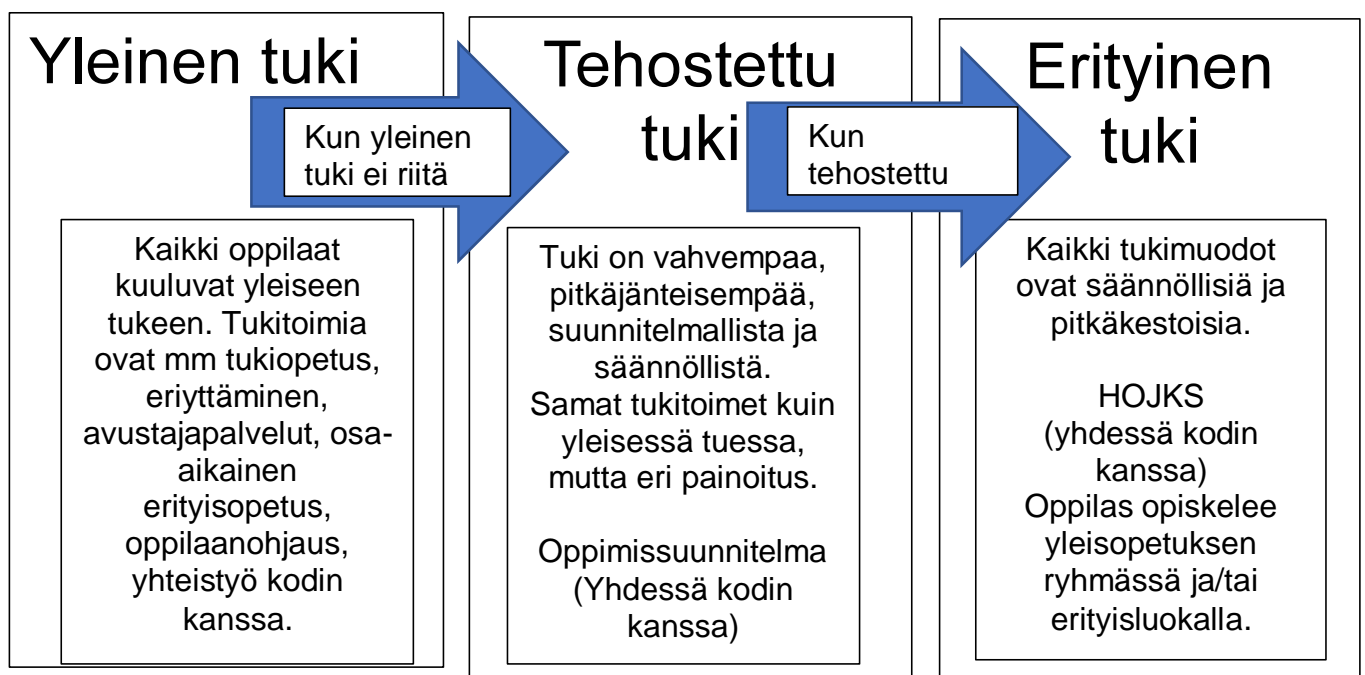 Yleinen tuki
Kun yleinen
tuki ei riitä
Kaikki oppilaat
kuuluvat yleiseen
tukeen. Tukitoimia
ovat mm tukiopetus,
eriyttäminen,
avustajapalvelut, osa-
aikainen
erityisopetus,
oppilaanohjaus,
yhteistyö kodin
kanssa.
Tehostettu
tuki
Kun
tehostettu
Tuki on vahvempaa,
pitkäjänteisempää,
suunnitelmallista ja
säännöllistä.
Samat tukitoimet kuin
yleisessä tuessa,
mutta eri painoitus.
Oppimissuunnitelma
(Yhdessä kodin
kanssa)
Erityinen
tuki
Kaikki tukimuodot
ovat säännöllisiä ja
pitkäkestoisia.
HOJKS
(yhdessä kodin
kanssa)
Oppilas opiskelee
yleisopetuksen
ryhmässä ja/tai
erityisluokalla.